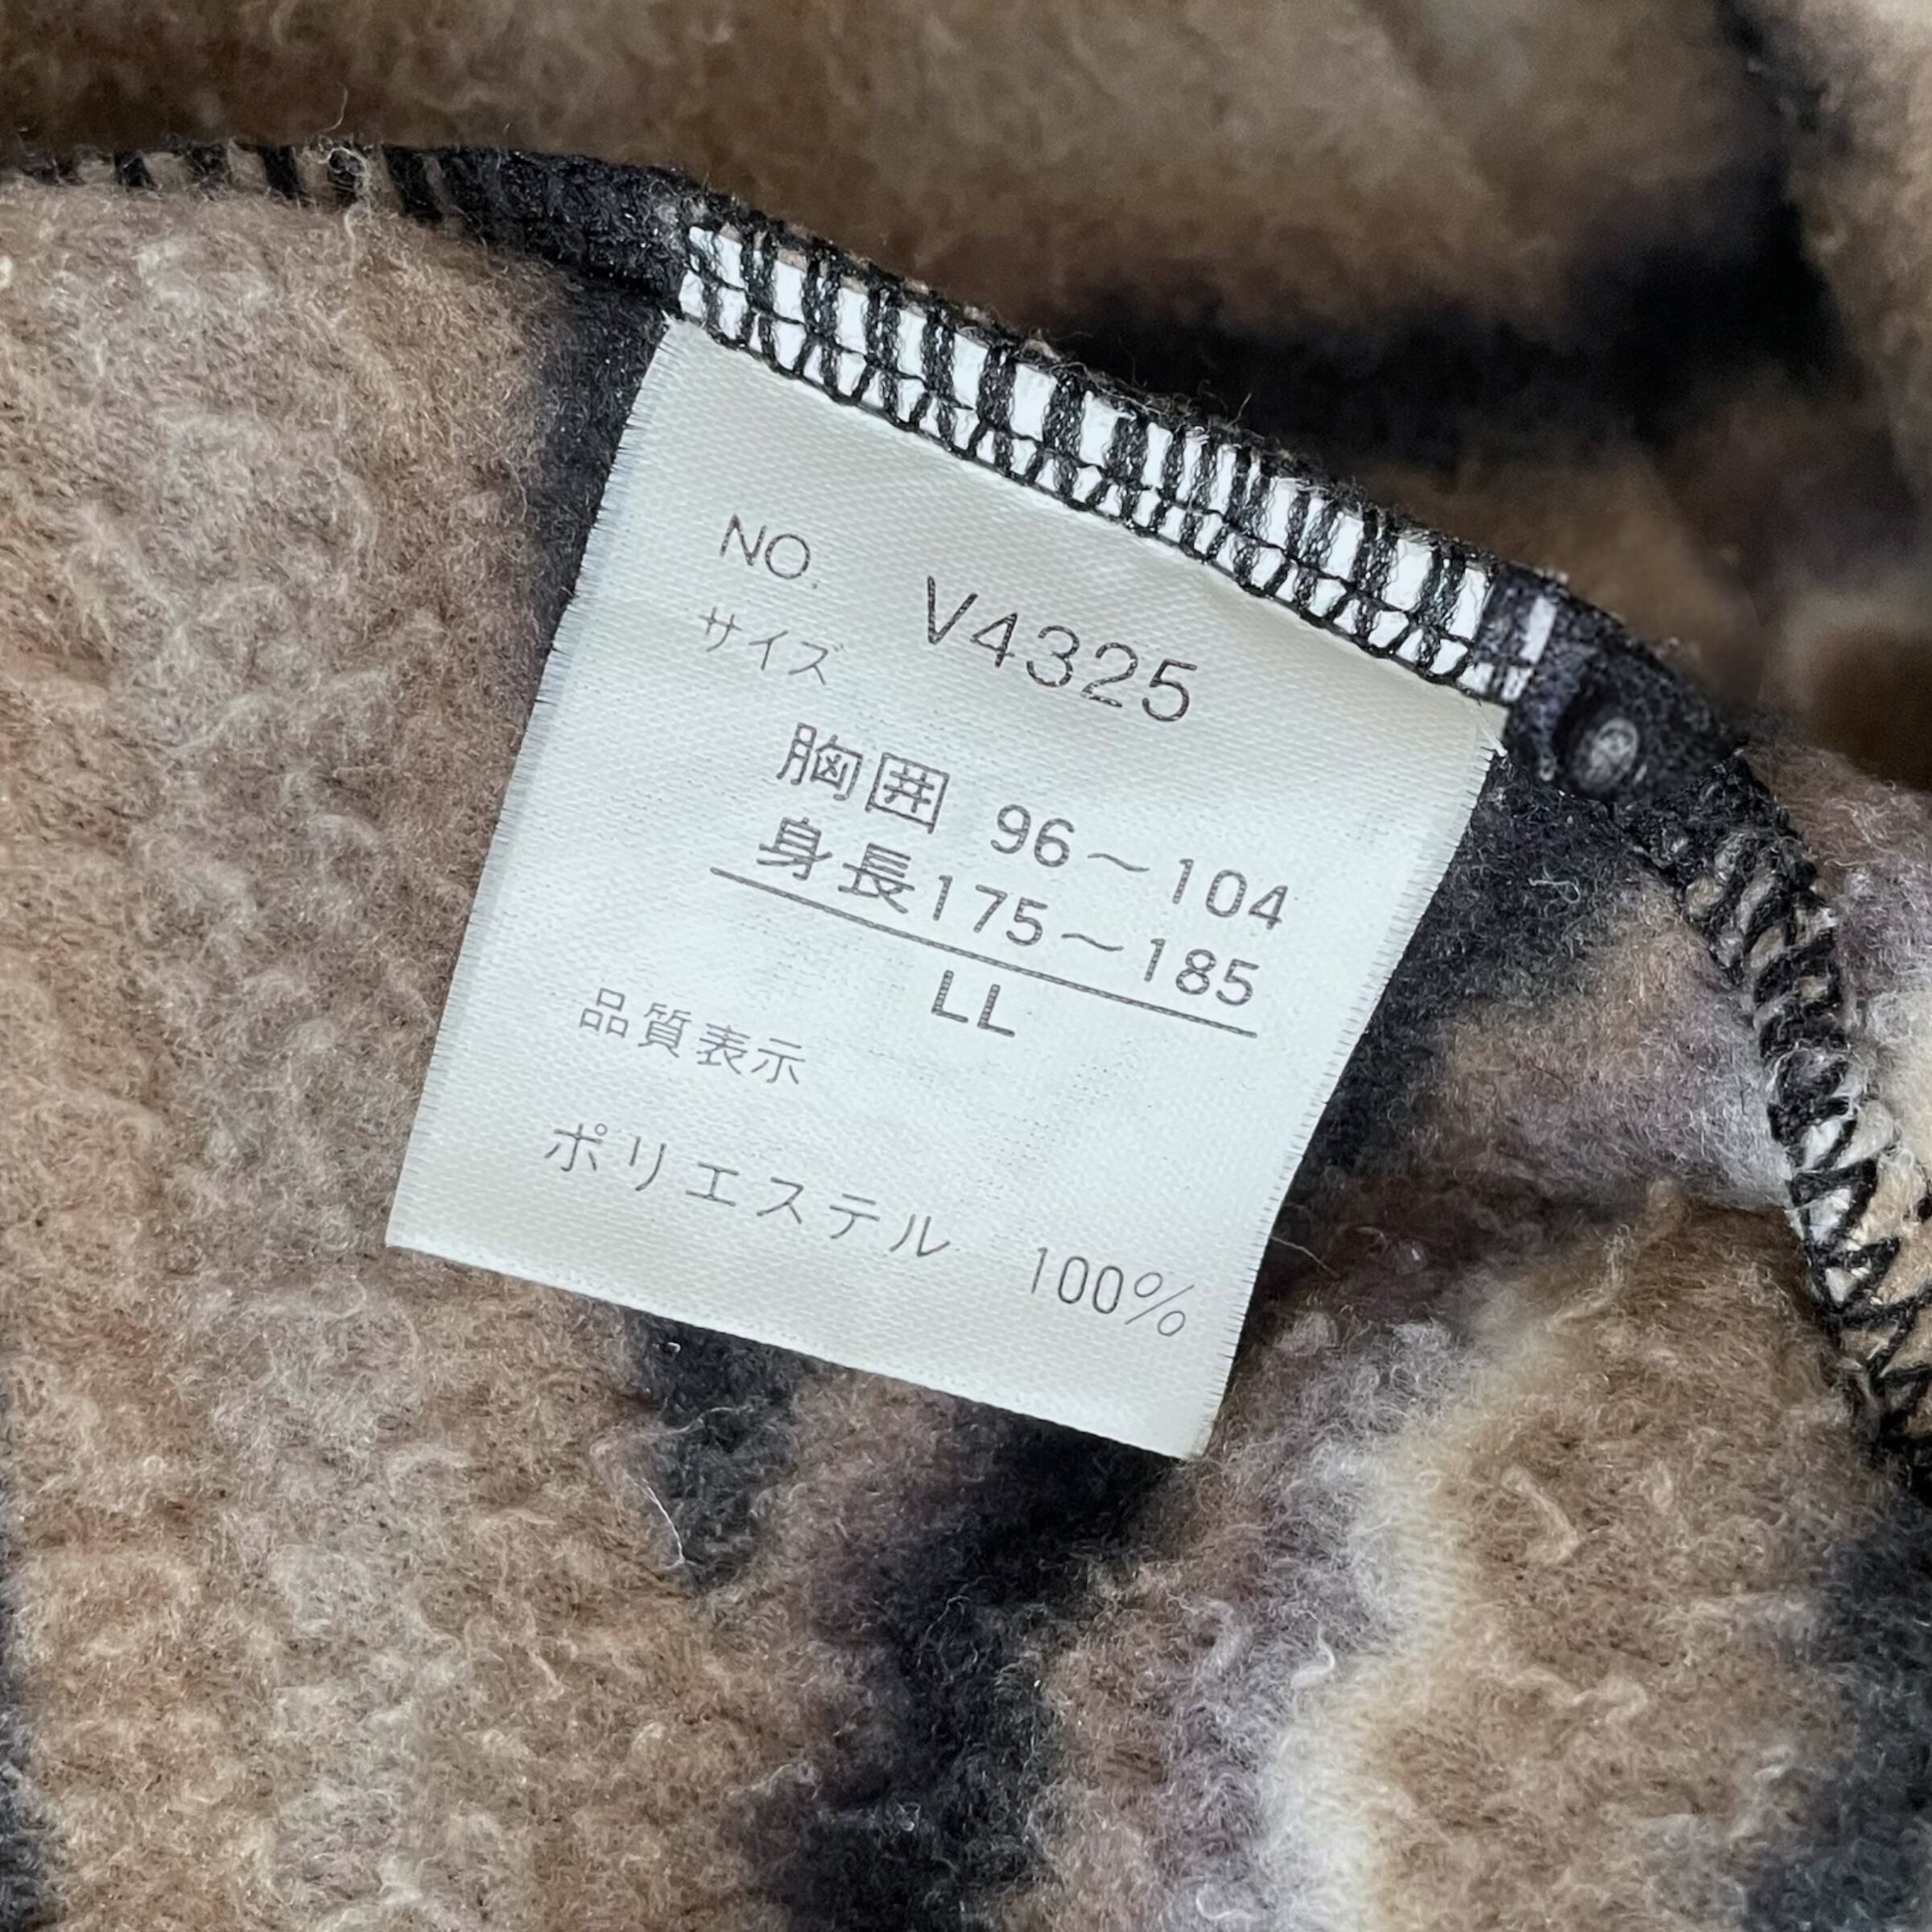 NO. V4325
サイズ
胸囲 96～104
身長175～185
LL
品質表示
ポリエステル 100%